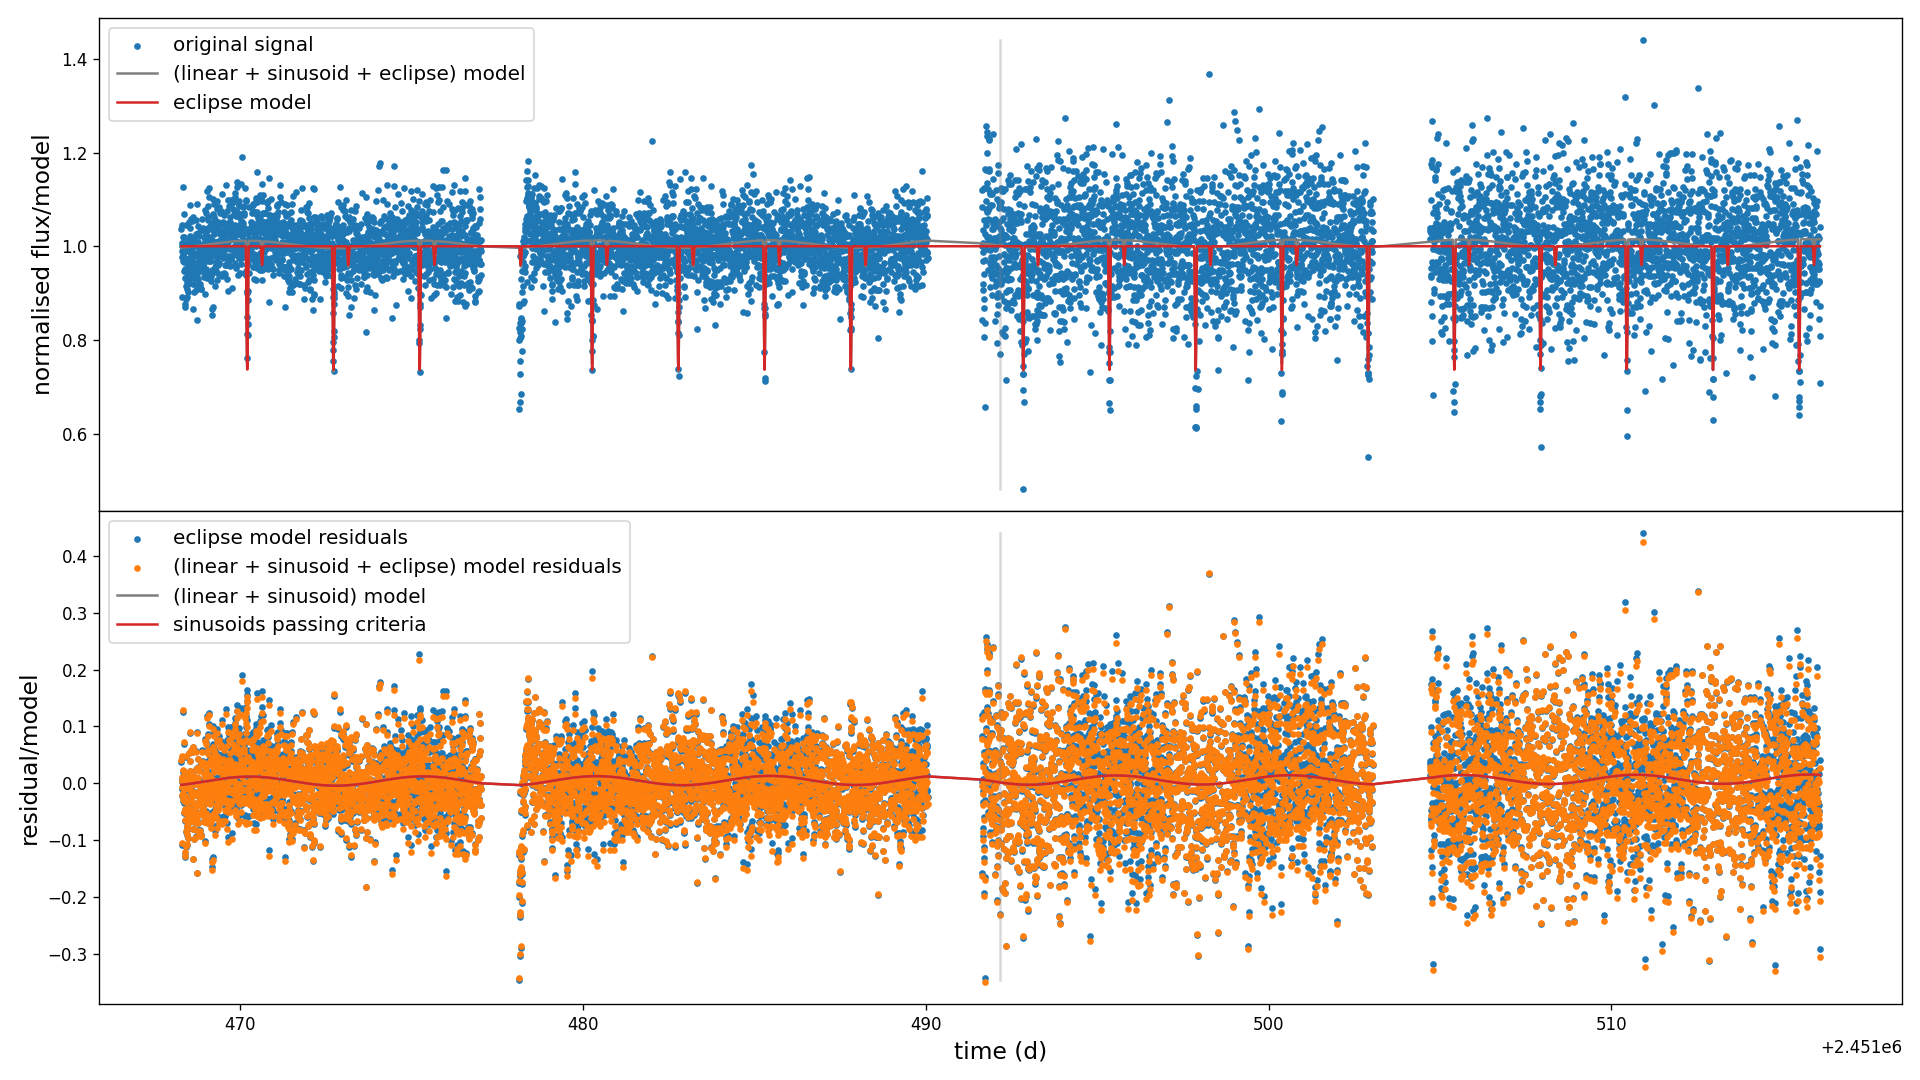 original signal
(linear + sinusoid + eclipse) model
eclipse model
1.4
1.2
1.0
0.8
0.6
normalised flux/model
eclipse model residuals
(linear + sinusoid + eclipse) model residuals
(linear + sinusoid) model
sinusoids passing criteria
0.4
0.3
0.2
0.1
0.0
−0.1
−0.2
−0.3
residual/model
470
480
490
500
510
time (d)
+2.451e6